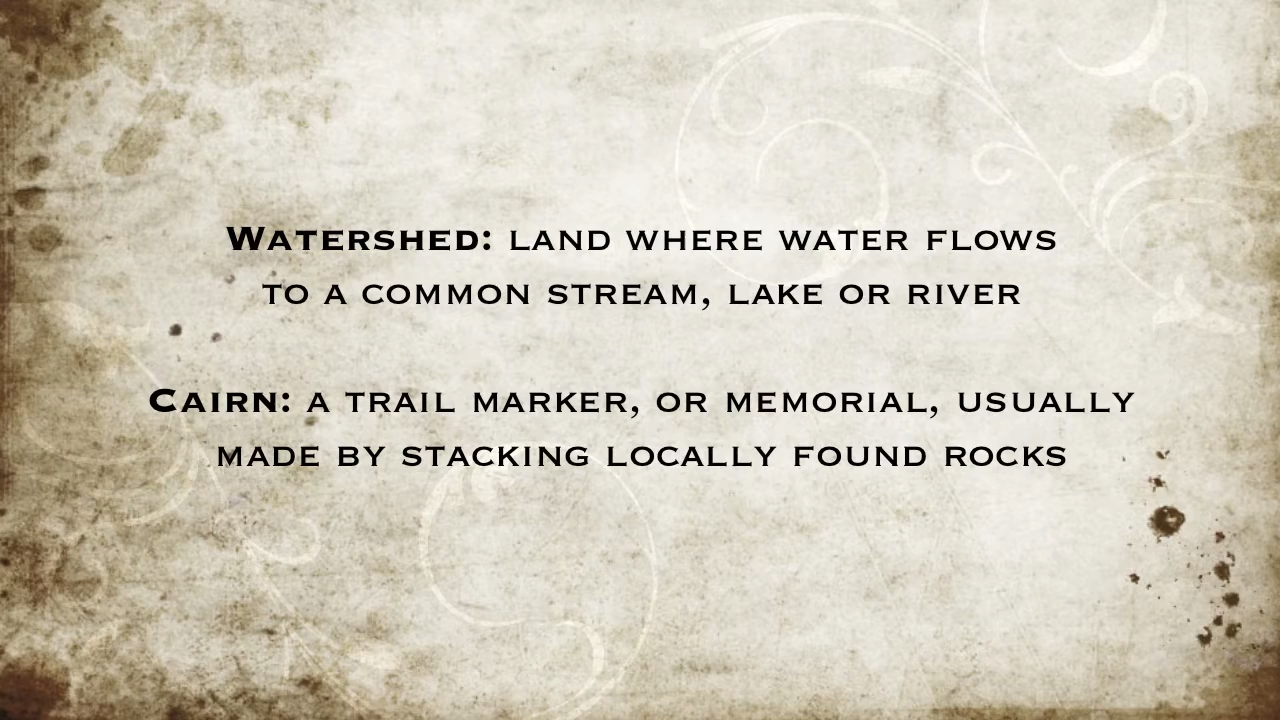 Watershed: land where water flows
to a common stream, lake or river
Cairn: a trail marker, or memorial, usually
made by stacking locally found rocks